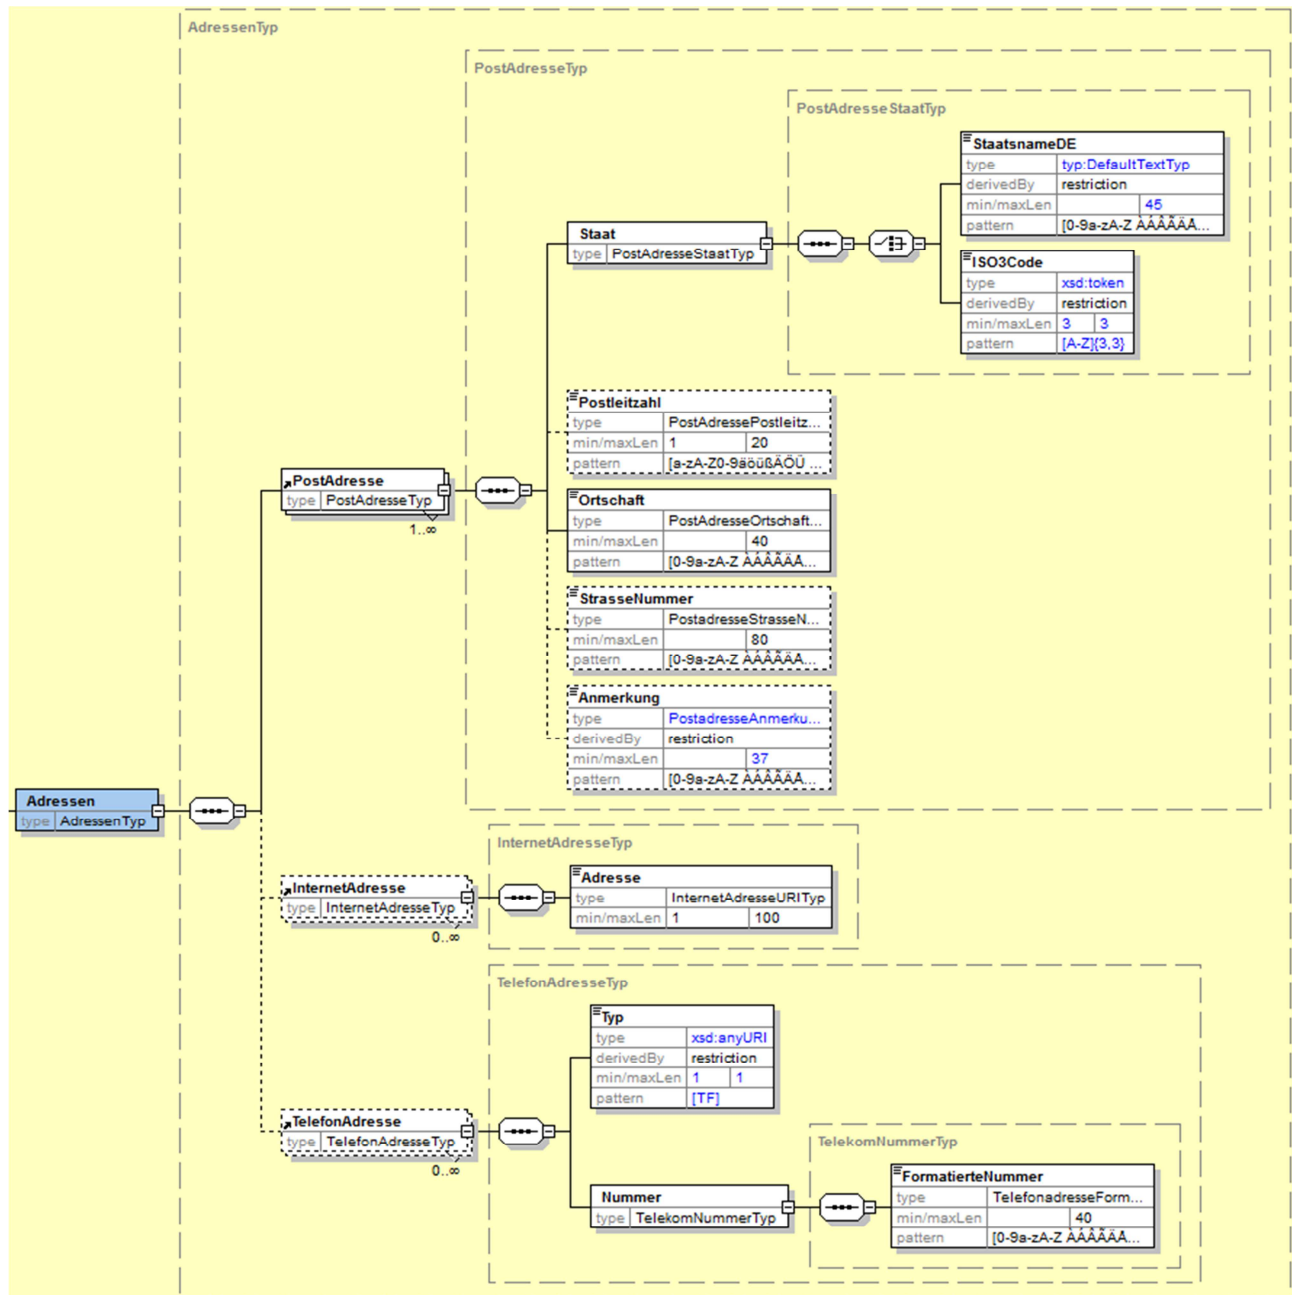 AdressenTyp
PostAdresseTyp
PostAdresseStaatTyp
StaatsnameDE
type typ:DefaultTextTyp
derivedBy restriction
min/maxLen 45
pattern [0-9a-zA-Z ÀÁÂÃÄÅ...
Staat
type PostAdresseStaatTyp
ISO3Code
type xsd:token
derivedBy restriction
min/maxLen 3 3
pattern [A-Z]{3,3}
Postleitzahl
type PostAdressePostleitz...
min/maxLen 1 20
pattern [a-zA-Z0-9äöüßÄÖÜ ...
PostAdresse
type PostAdresseTyp
1..∞
Ortschaft
type PostAdresseOrtschaft...
min/maxLen 40
pattern [0-9a-zA-Z ÀÁÂÃÄÅ...
StrasseNummer
type PostadresseStrasseN...
min/maxLen 80
pattern [0-9a-zA-Z ÀÁÂÃÄÅ...
Anmerkung
type PostadresseAnmerku...
derivedBy restriction
min/maxLen 37
pattern [0-9a-zA-Z ÀÁÂÃÄÅ...
Adressen
type AdressenTyp
InternetAdresseTyp
InternetAdresse
type InternetAdresseTyp
0..∞
Adresse
type InternetAdresseURITyp
min/maxLen 1 100
TelefonAdresseTyp
Typ
type xsd:anyURI
derivedBy restriction
min/maxLen 1 1
pattern [TF]
TelefonAdresse
type TelefonAdresseTyp
0..∞
TelekomNummerTyp
Nummer
type TelekomNummerTyp
FormatierteNummer
type TelefonadresseForm...
min/maxLen 40
pattern [0-9a-zA-Z ÀÁÂÃÄÅ...